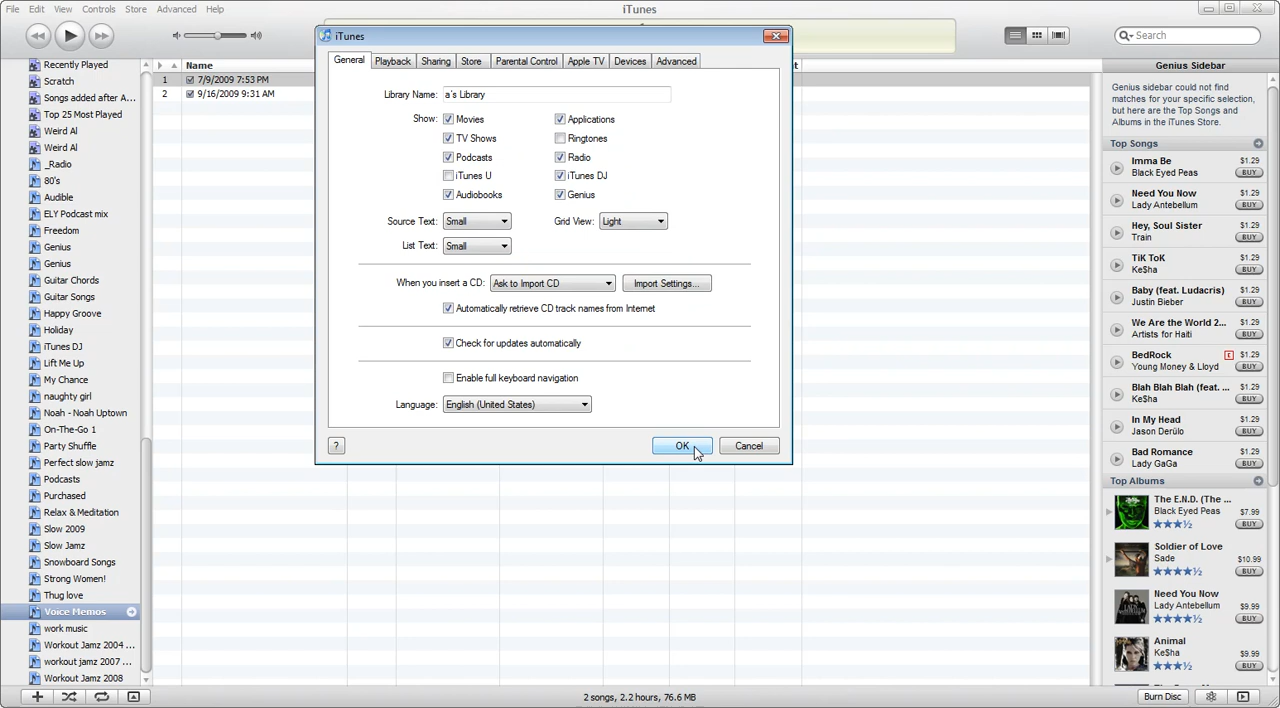 File Edit View Controls Store Advanced Help
iTunes
Search
Recently Played
Scratch
Songs added after A...
Top 25 Most Played
Weird Al
Weird Al
_Radio
80's
Audible
ELY Podcast mix
Freedom
Genius
Genius
Guitar Chords
Guitar Songs
Happy Groove
Holiday
iTunes DJ
Lift Me Up
My Chance
naughty girl
Noah - Noah Uptown
On-The-Go 1
Party Shuffle
Perfect slow jamz
Podcasts
Purchased
Relax & Meditation
Slow 2009
Slow Jamz
Snowboard Songs
Strong Women!
Thug love
Voice Memos
work music
Workout Jamz 2004 ...
workout jamz 2007 ...
Workout Jamz 2008
Name
1 7/9/2009 7:53 PM
2 9/16/2009 9:31 AM
iTunes
General Playback Sharing Store Parental Control Apple TV Devices Advanced
Library Name: a's Library
Show: Movies Applications
TV Shows Ringtones
Podcasts Radio
iTunes U iTunes DJ
Audiobooks Genius
Source Text: Small Grid View: Light
List Text: Small
When you insert a CD: Ask to Import CD Import Settings...
Automatically retrieve CD track names from Internet
Check for updates automatically
Enable full keyboard navigation
Language: English (United States)
? OK Cancel
Genius Sidebar
Genius sidebar could not find
matches for your specific selection,
but here are the Top Songs and
Albums in the iTunes Store.
Top Songs
Imma Be $1.29
Black Eyed Peas BUY
Need You Now $1.29
Lady Antebellum BUY
Hey, Soul Sister $1.29
Train BUY
TiK ToK $1.29
Ke$ha BUY
Baby (feat. Ludacris) $1.29
Justin Bieber BUY
We Are the World 2... $1.29
Artists for Haiti BUY
BedRock E $1.29
Young Money & Lloyd BUY
Blah Blah Blah (feat. ... $1.29
Ke$ha BUY
In My Head $1.29
Jason Derülo BUY
Bad Romance $1.29
Lady GaGa BUY
Top Albums
The E.N.D. (The ...
Black Eyed Peas $7.99
BUY
Soldier of Love
Sade $10.99
BUY
Need You Now
Lady Antebellum $9.99
BUY
Animal
Ke$ha $9.99
BUY
2 songs, 2.2 hours, 76.6 MB
Burn Disc